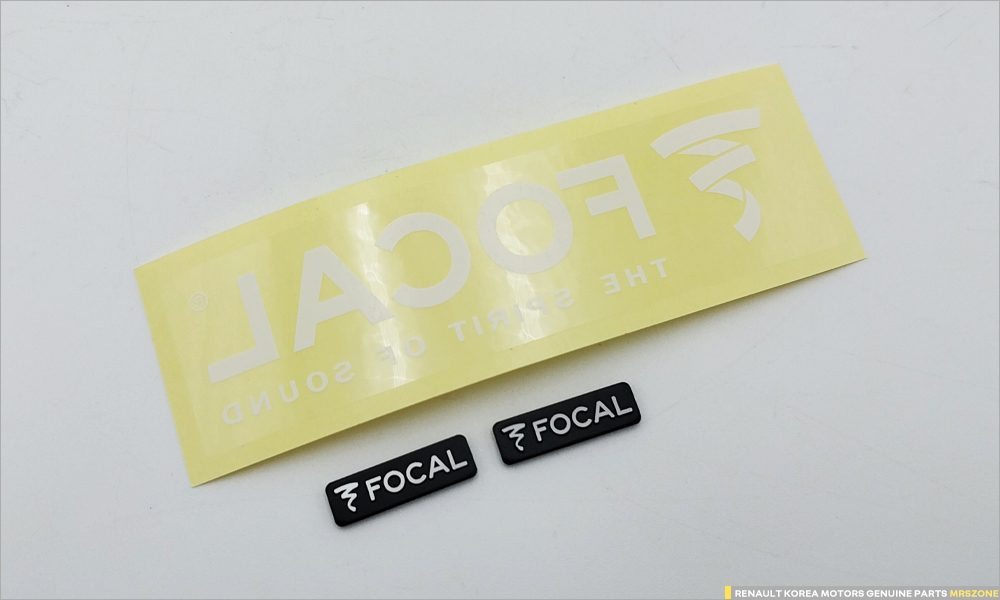 FOCAL®
THE SPIRIT OF SOUND
FOCAL
FOCAL
RENAULT KOREA MOTORS GENUINE PARTS MRSZONE